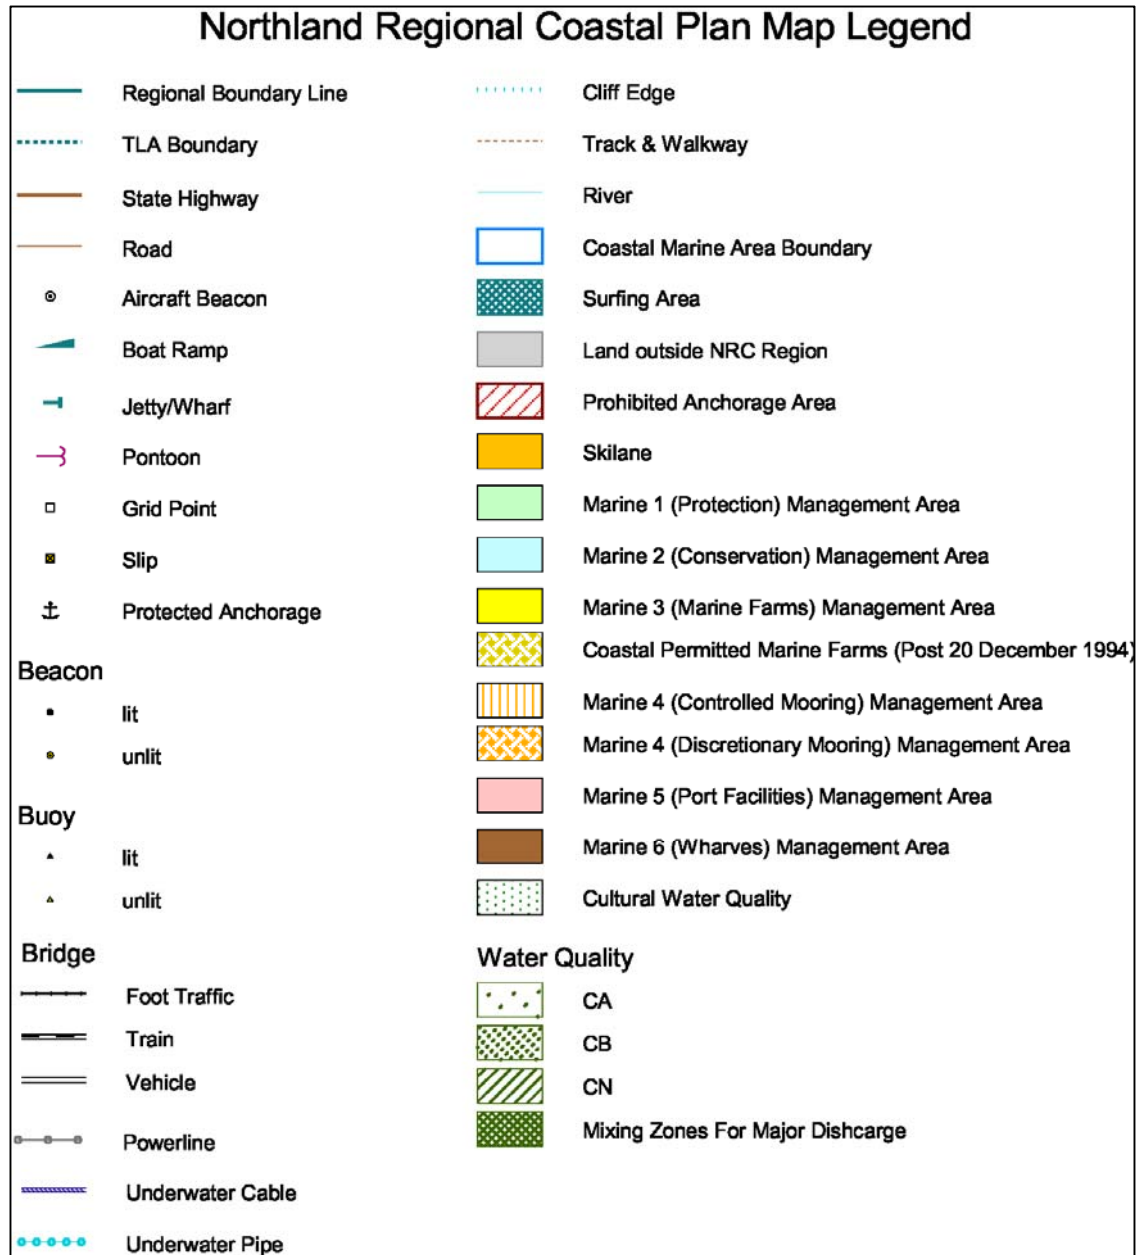 Northland Regional Coastal Plan Map Legend
Regional Boundary Line
TLA Boundary
State Highway
Road
Aircraft Beacon
Boat Ramp
Jetty/Wharf
Pontoon
Grid Point
Slip
Protected Anchorage
Beacon
lit
unlit
Buoy
lit
unlit
Bridge
Foot Traffic
Train
Vehicle
Powerline
Underwater Cable
Underwater Pipe
Cliff Edge
Track & Walkway
River
Coastal Marine Area Boundary
Surfing Area
Land outside NRC Region
Prohibited Anchorage Area
Skilane
Marine 1 (Protection) Management Area
Marine 2 (Conservation) Management Area
Marine 3 (Marine Farms) Management Area
Coastal Permitted Marine Farms (Post 20 December 1994)
Marine 4 (Controlled Mooring) Management Area
Marine 4 (Discretionary Mooring) Management Area
Marine 5 (Port Facilities) Management Area
Marine 6 (Wharves) Management Area
Cultural Water Quality
Water Quality
CA
CB
CN
Mixing Zones For Major Dishcarge